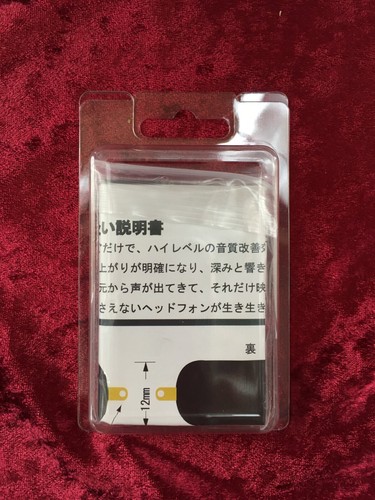 い説明書
だけで、ハイレベルの音質改善効
上がりが明確になり、深みと響き
元から声が出てきて、それだけ映
さえないヘッドフォンが生き生き
裏
12mm